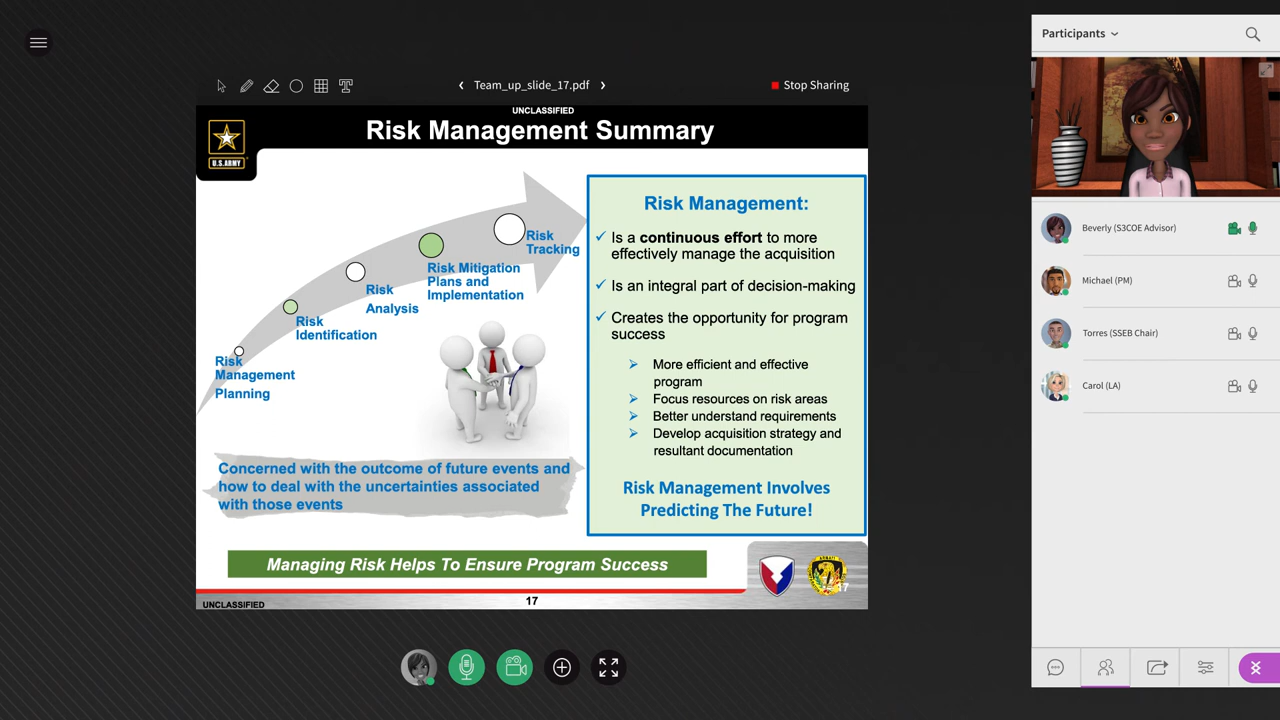 Participants
Team_up_slide_17.pdf
Stop Sharing
UNCLASSIFIED
Risk Management Summary
U.S.ARMY
Risk Management:
Is a continuous effort to more
effectively manage the acquisition
Is an integral part of decision-making
Creates the opportunity for program
success
More efficient and effective
program
Focus resources on risk areas
Better understand requirements
Develop acquisition strategy and
resultant documentation
Risk Management Involves
Predicting The Future!
Risk
Tracking
Risk Mitigation
Plans and
Implementation
Risk
Analysis
Risk
Identification
Risk
Management
Planning
Concerned with the outcome of future events and
how to deal with the uncertainties associated
with those events
Managing Risk Helps To Ensure Program Success
17
17
UNCLASSIFIED
Beverly (S3COE Advisor)
Michael (PM)
Torres (SSEB Chair)
Carol (LA)